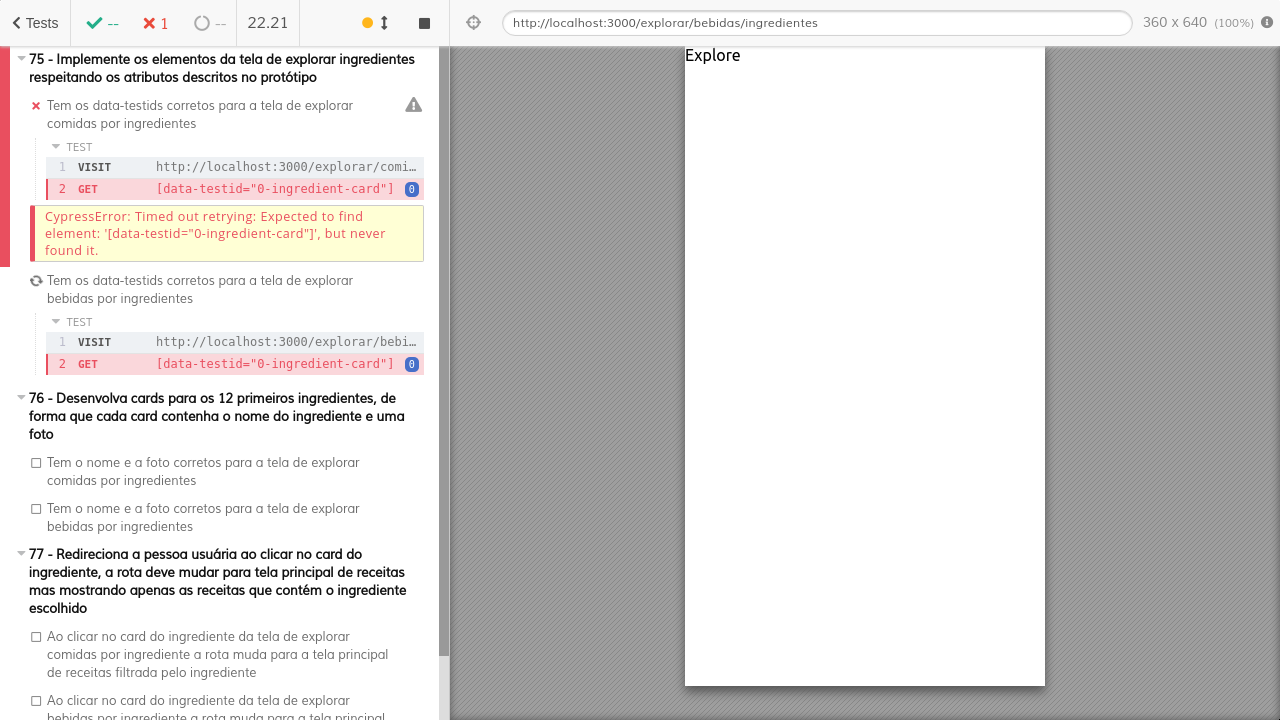 Tests -- 1 -- 22.21 http://localhost:3000/explorar/bebidas/ingredientes 360 x 640 (100%)
75 - Implemente os elementos da tela de explorar ingredientes
respeitando os atributos descritos no protótipo
Tem os data-testids corretos para a tela de explorar
comidas por ingredientes
TEST
1 VISIT http://localhost:3000/explorar/comi…
2 GET [data-testid="0-ingredient-card"] 0
CypressError: Timed out retrying: Expected to find
element: '[data-testid="0-ingredient-card"]', but never
found it.
Tem os data-testids corretos para a tela de explorar
bebidas por ingredientes
TEST
1 VISIT http://localhost:3000/explorar/bebi…
2 GET [data-testid="0-ingredient-card"] 0
76 - Desenvolva cards para os 12 primeiros ingredientes, de
forma que cada card contenha o nome do ingrediente e uma
foto
Tem o nome e a foto corretos para a tela de explorar
comidas por ingredientes
Tem o nome e a foto corretos para a tela de explorar
bebidas por ingredientes
77 - Redireciona a pessoa usuária ao clicar no card do
ingrediente, a rota deve mudar para tela principal de receitas
mas mostrando apenas as receitas que contém o ingrediente
escolhido
Ao clicar no card do ingrediente da tela de explorar
comidas por ingrediente a rota muda para a tela principal
de receitas filtrada pelo ingrediente
Ao clicar no card do ingrediente da tela de explorar
bebidas por ingrediente a rota muda para a tela principal
Explore